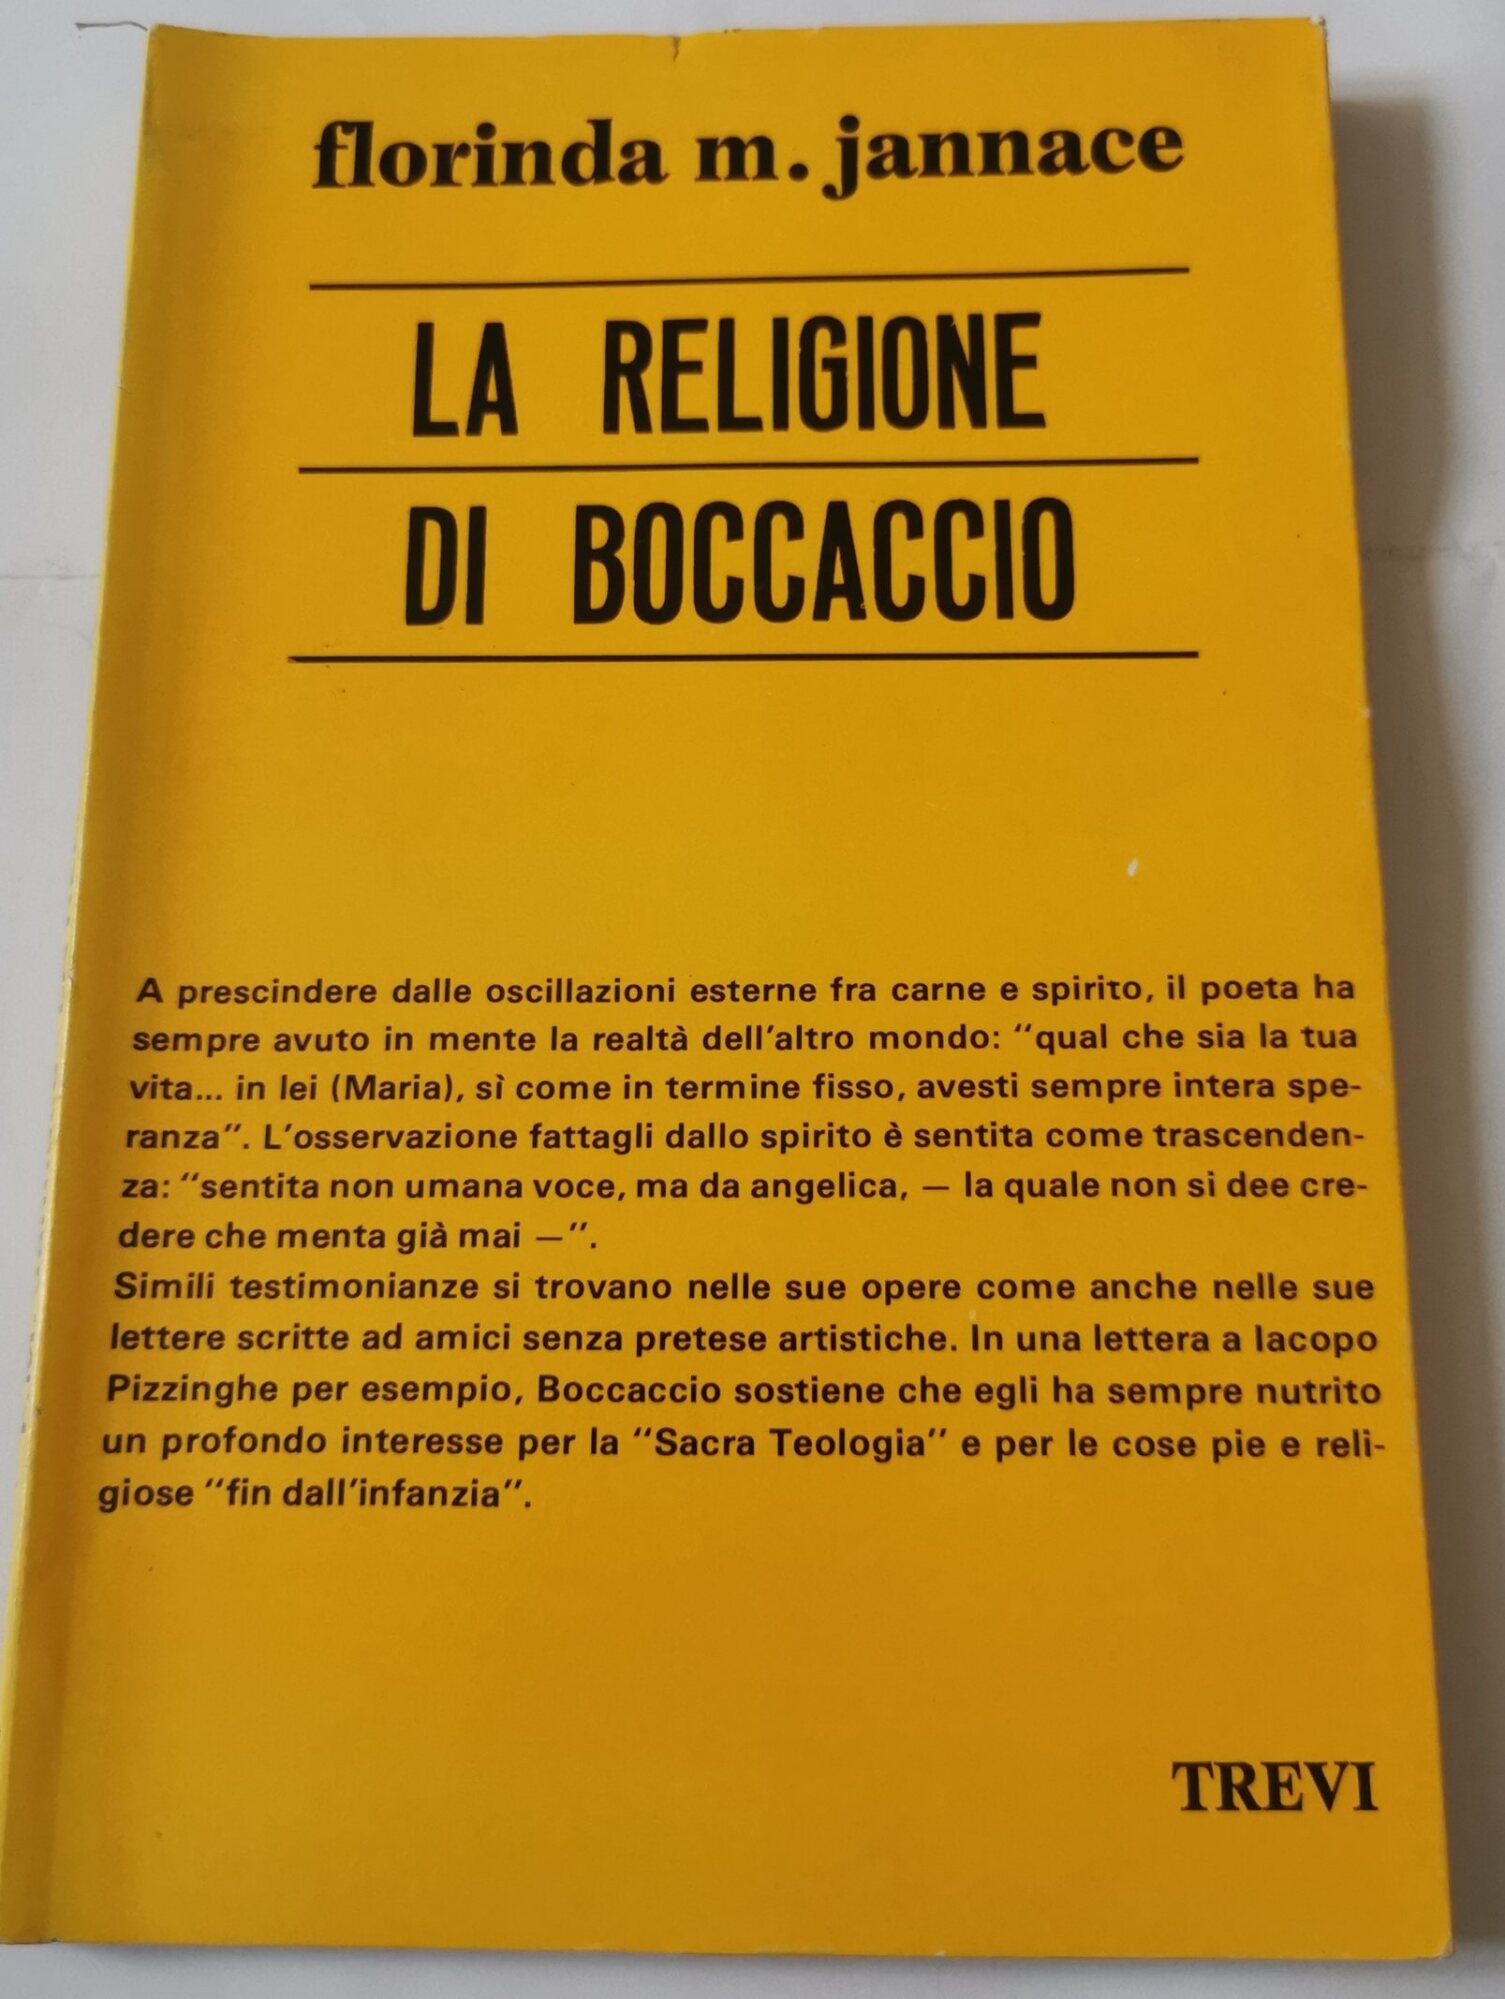 florinda m. jannace
LA RELIGIONE
DI BOCCACCIO
A prescindere dalle oscillazioni esterne fra carne e spirito, il poeta ha
sempre avuto in mente la realtà dell'altro mondo: "qual che sia la tua
vita... in lei (Maria), sì come in termine fisso, avesti sempre intera spe-
ranza". L'osservazione fattagli dallo spirito è sentita come trascenden-
za: "sentita non umana voce, ma da angelica, — la quale non si dee cre-
dere che menta già mai —".
Simili testimonianze si trovano nelle sue opere come anche nelle sue
lettere scritte ad amici senza pretese artistiche. In una lettera a Iacopo
Pizzinghe per esempio, Boccaccio sostiene che egli ha sempre nutrito
un profondo interesse per la "Sacra Teologia" e per le cose pie e reli-
giose "fin dall'infanzia".
TREVI